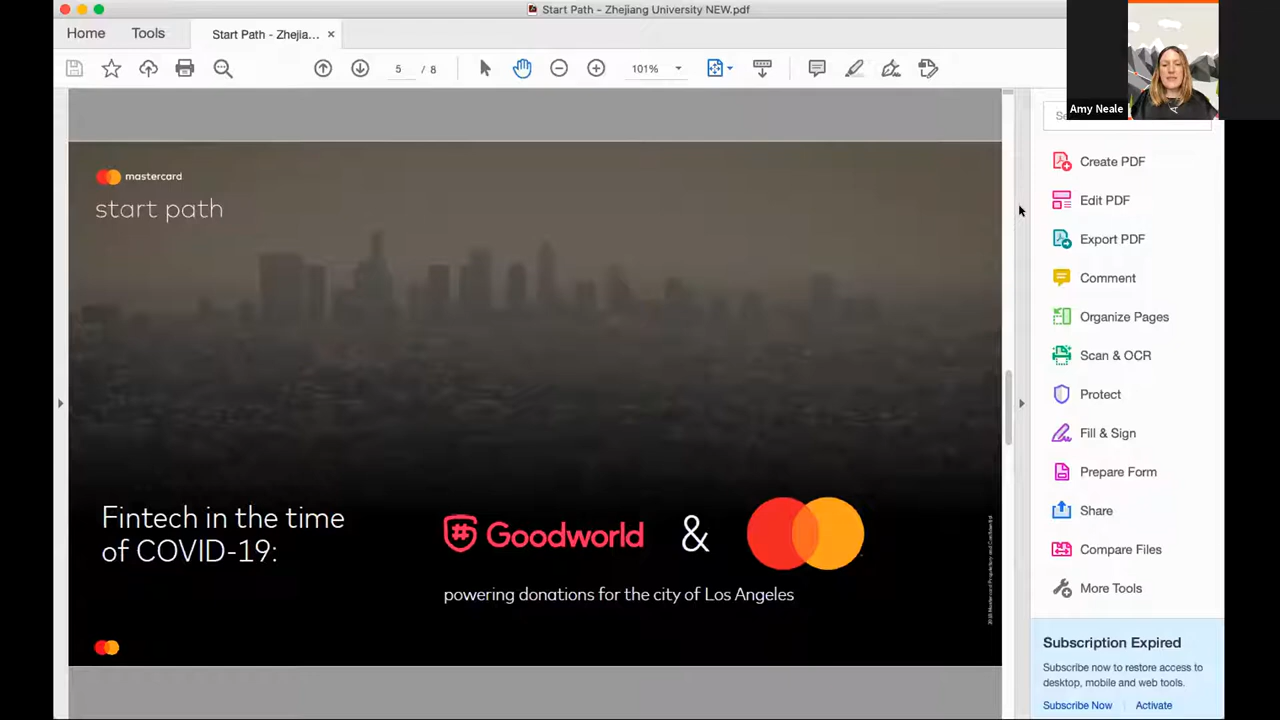 Start Path - Zhejiang University NEW.pdf
Home
Tools
Start Path - Zhejia... ×
5 / 8
101%
Amy Neale
Create PDF
Edit PDF
Export PDF
Comment
Organize Pages
Scan & OCR
Protect
Fill & Sign
Prepare Form
Share
Compare Files
More Tools
Subscription Expired
Subscribe now to restore access to
desktop, mobile and web tools.
Subscribe Now | Activate
mastercard
start path
Fintech in the time
of COVID-19:
Goodworld & 
powering donations for the city of Los Angeles